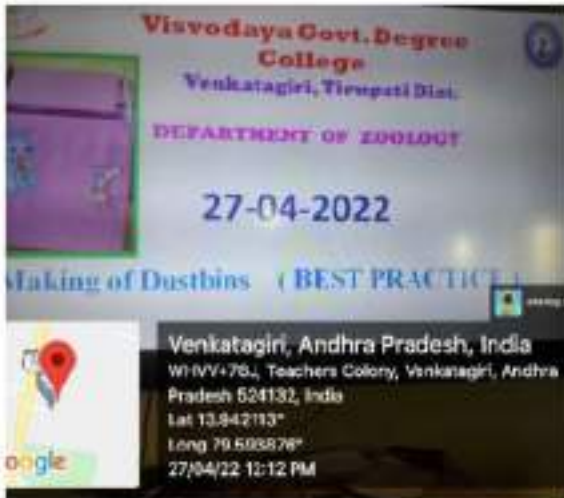 Visvodaya Govt. Degree
College
Venkatagiri, Tirupati Dist.
DEPARTMENT OF ZOOLOGY
27-04-2022
Making of Dustbins ( BEST PRACTICE )
Venkatagiri, Andhra Pradesh, India
Teachers Colony, Venkatagiri, Andhra
Pradesh 524132, India
Lat 13.942113°
Long 79.593876°
27/04/22 12:12 PM